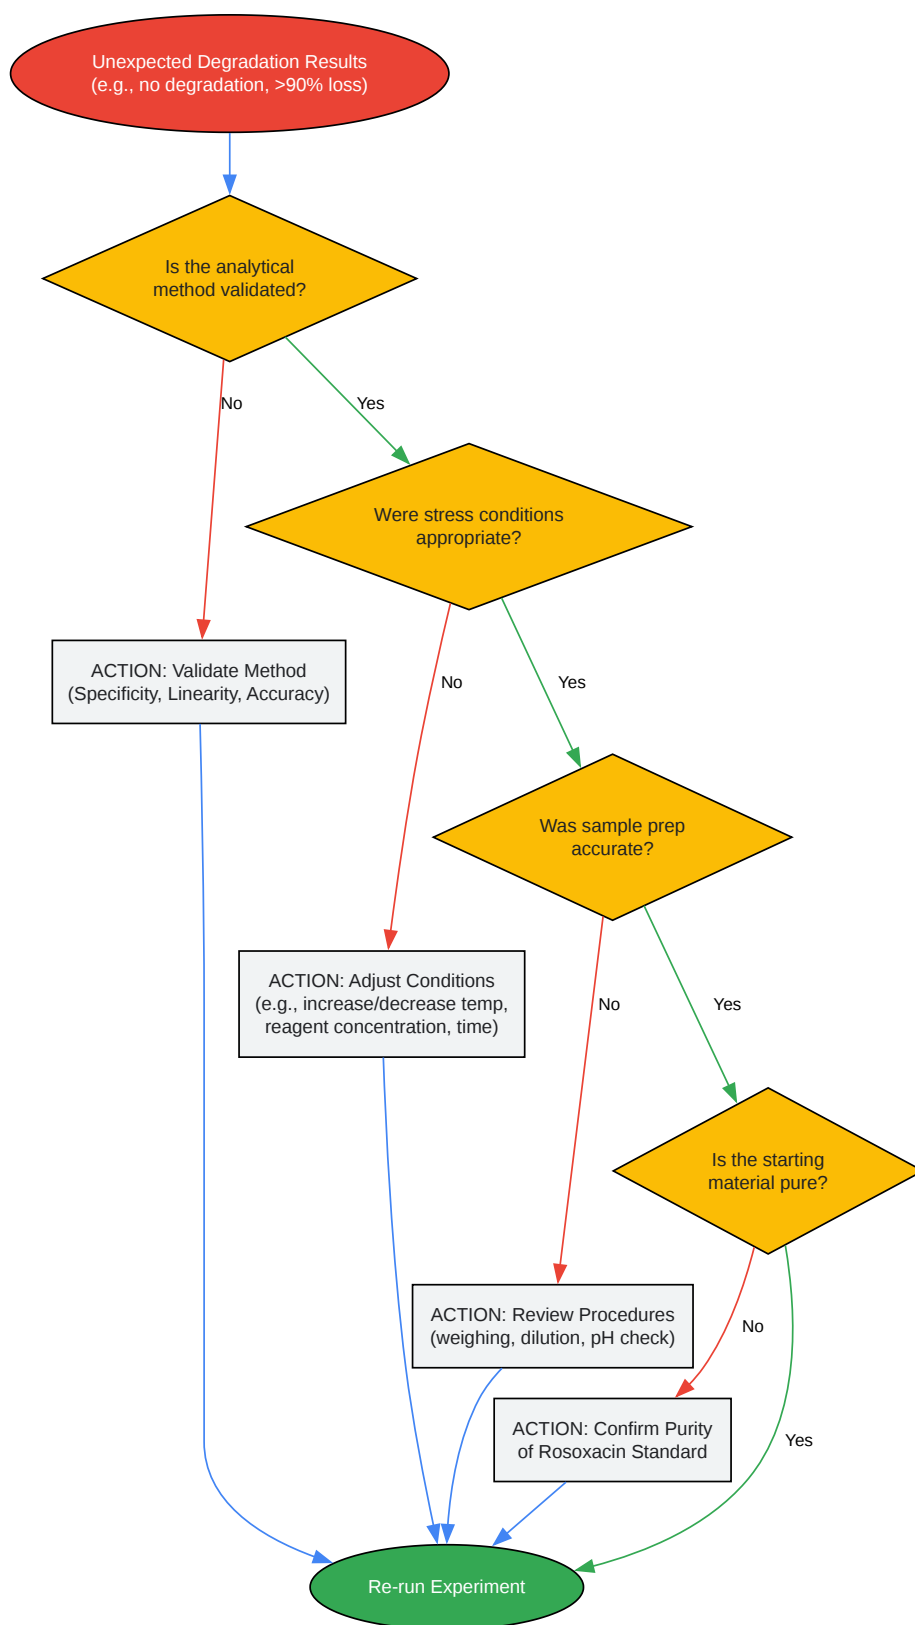 Unexpected Degradation Results
(e.g., no degradation, >90% loss)
Is the analytical
method validated?
No
Yes
Were stress conditions
appropriate?
ACTION: Validate Method
(Specificity, Linearity, Accuracy)
No
Yes
Was sample prep
accurate?
ACTION: Adjust Conditions
(e.g., increase/decrease temp,
reagent concentration, time)
No
Yes
Is the starting
material pure?
ACTION: Review Procedures
(weighing, dilution, pH check)
No
ACTION: Confirm Purity
of Rosoxacin Standard
Yes
Re-run Experiment